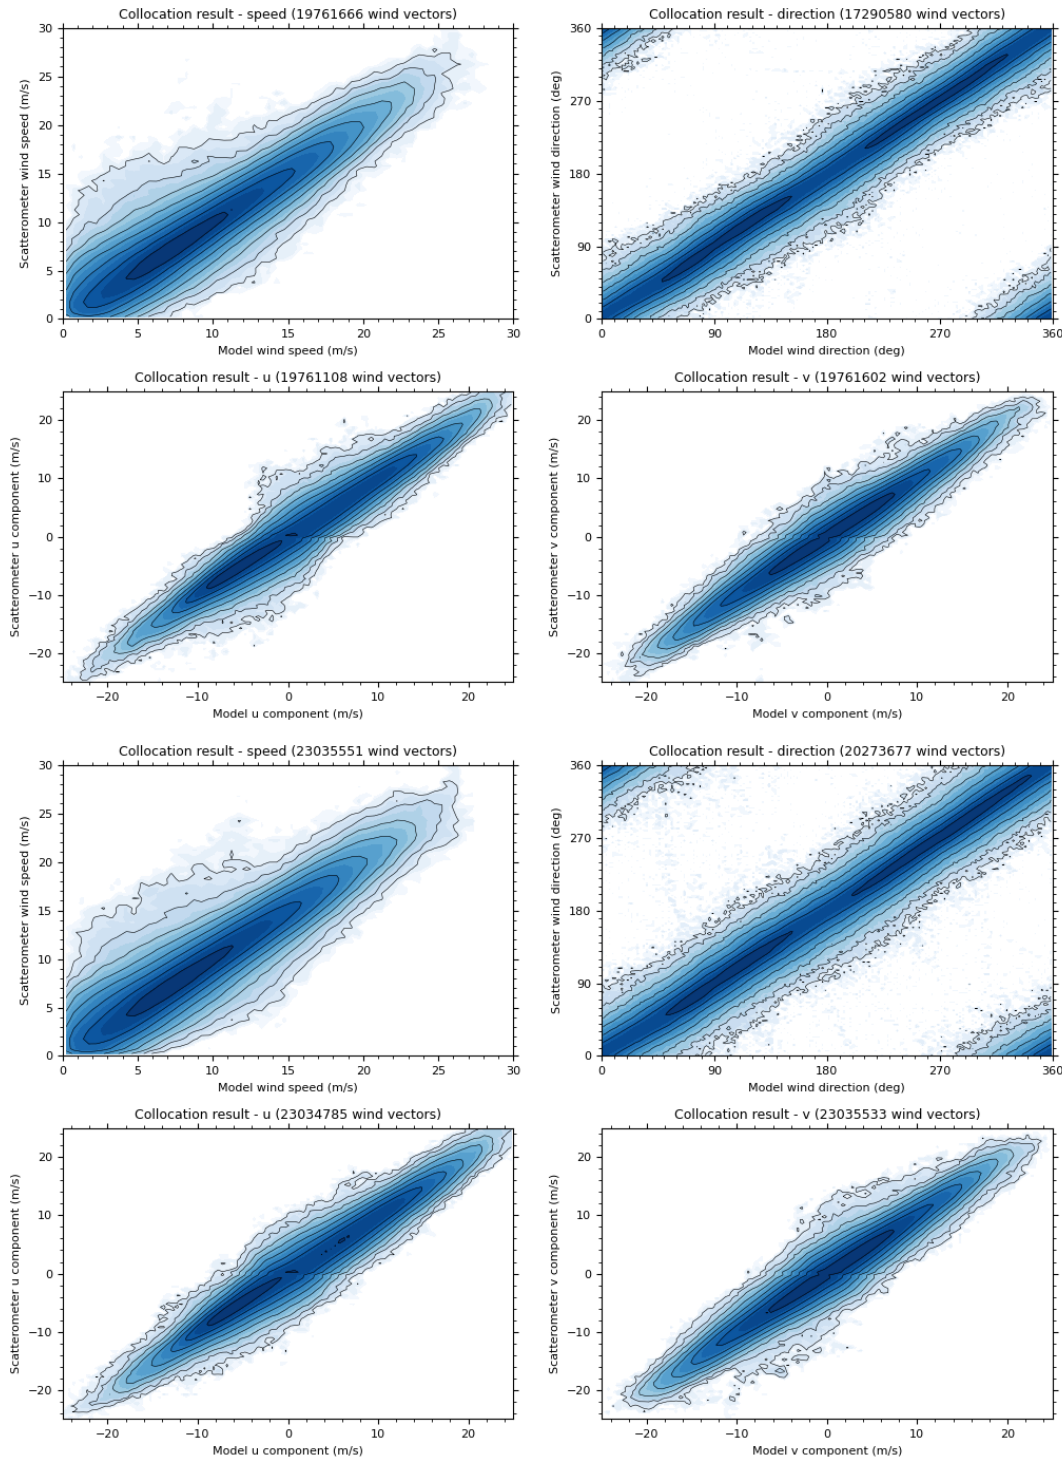 Collocation result - speed (19761666 wind vectors)
30
25
20
15
10
5
0
Scatterometer wind speed (m/s)
0 5 10 15 20 25 30
Model wind speed (m/s)
Collocation result - direction (17290580 wind vectors)
360
270
180
90
0
Scatterometer wind direction (deg)
0 90 180 270 360
Model wind direction (deg)
Collocation result - u (19761108 wind vectors)
20
10
0
−10
−20
Scatterometer u component (m/s)
−20 −10 0 10 20
Model u component (m/s)
Collocation result - v (19761602 wind vectors)
20
10
0
−10
−20
Scatterometer v component (m/s)
−20 −10 0 10 20
Model v component (m/s)
Collocation result - speed (23035551 wind vectors)
30
25
20
15
10
5
0
Scatterometer wind speed (m/s)
0 5 10 15 20 25 30
Model wind speed (m/s)
Collocation result - direction (20273677 wind vectors)
360
270
180
90
0
Scatterometer wind direction (deg)
0 90 180 270 360
Model wind direction (deg)
Collocation result - u (23034785 wind vectors)
20
10
0
−10
−20
Scatterometer u component (m/s)
−20 −10 0 10 20
Model u component (m/s)
Collocation result - v (23035533 wind vectors)
20
10
0
−10
−20
Scatterometer v component (m/s)
−20 −10 0 10 20
Model v component (m/s)